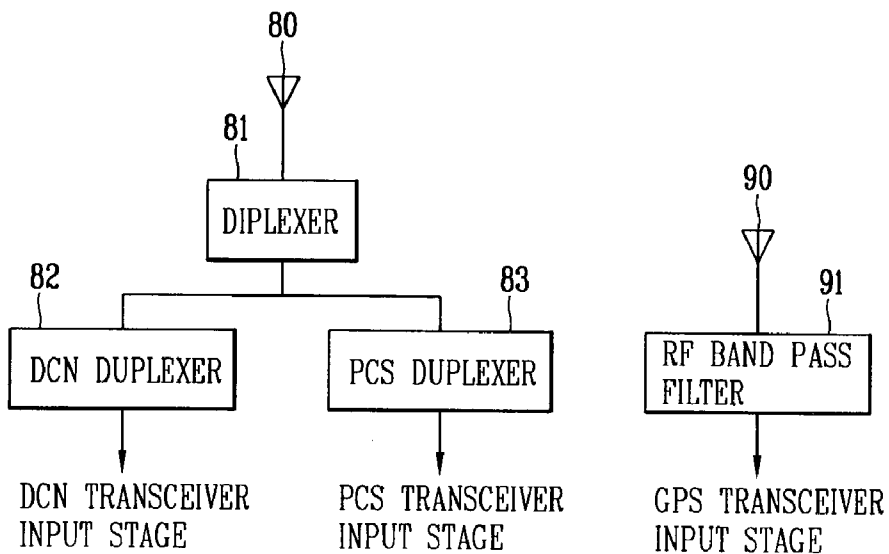 80
81
DIPLEXER
90
82
83
91
DCN DUPLEXER
PCS DUPLEXER
RF BAND PASS
FILTER
DCN TRANSCEIVER
INPUT STAGE
PCS TRANSCEIVER
INPUT STAGE
GPS TRANSCEIVER
INPUT STAGE